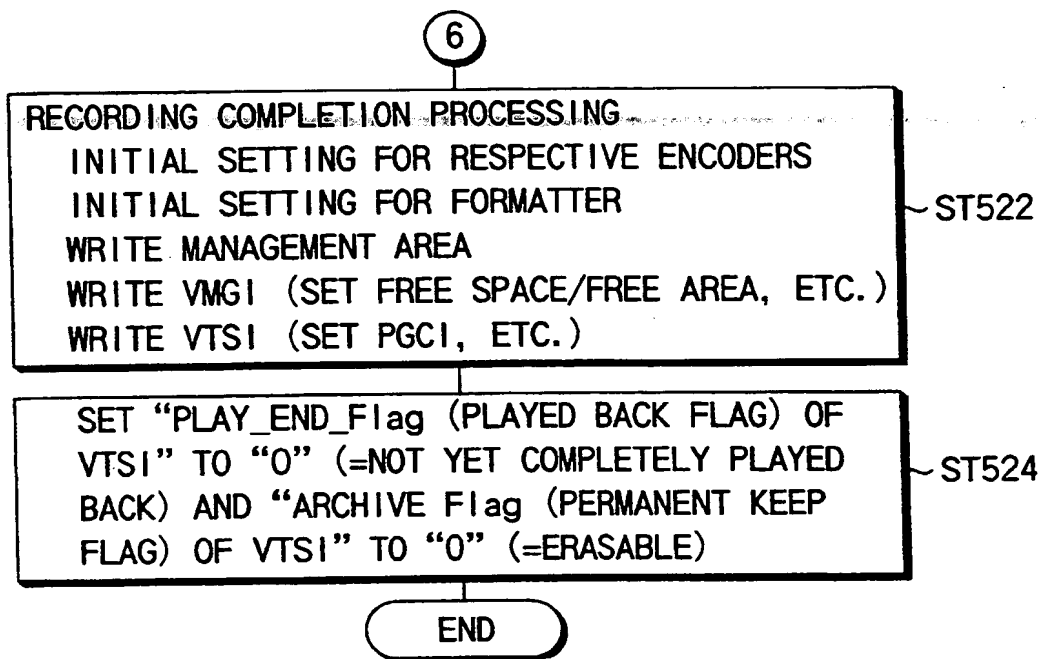 6
RECORDING COMPLETION PROCESSING
INITIAL SETTING FOR RESPECTIVE ENCODERS
INITIAL SETTING FOR FORMATTER
WRITE MANAGEMENT AREA
WRITE VMGI (SET FREE SPACE/FREE AREA, ETC.)
WRITE VTSI (SET PGCI, ETC.)
ST522
SET “PLAY_END_Flag (PLAYED BACK FLAG) OF
VTSI” TO “0” (=NOT YET COMPLETELY PLAYED
BACK) AND “ARCHIVE Flag (PERMANENT KEEP
FLAG) OF VTSI” TO “0” (=ERASABLE)
ST524
END